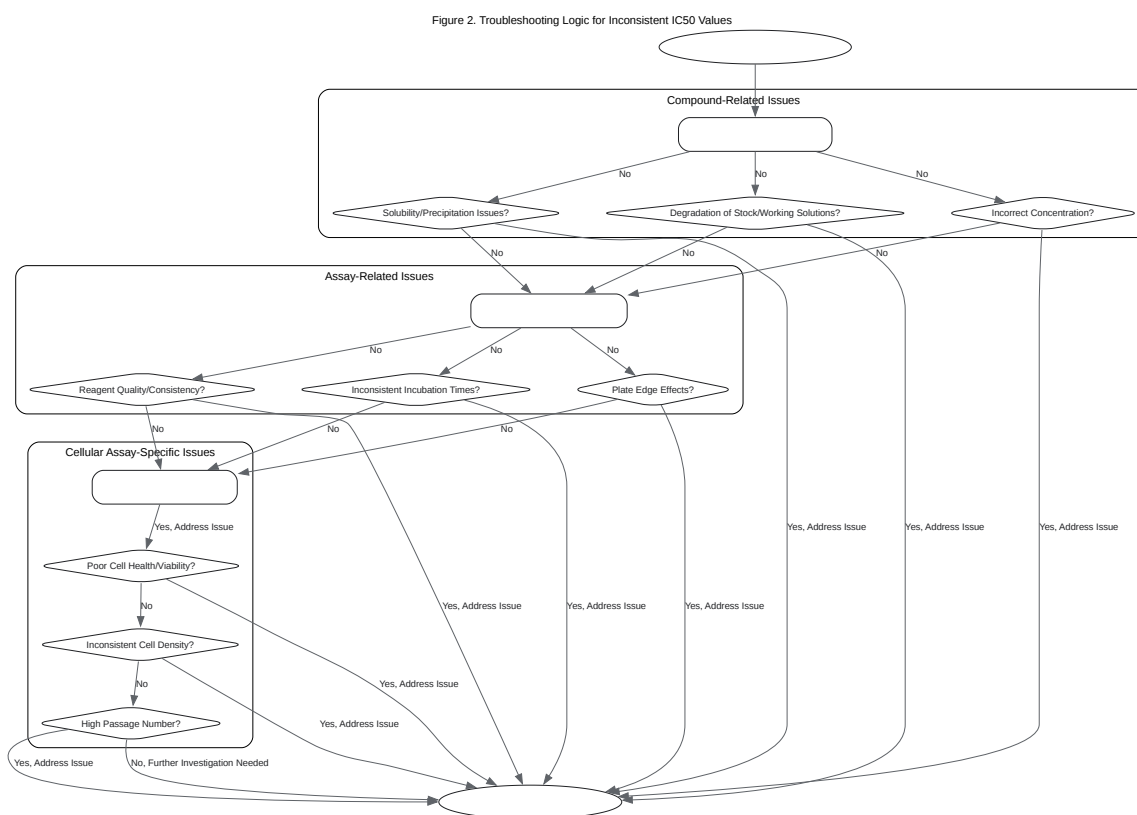 Figure 2. Troubleshooting Logic for Inconsistent IC50 Values
Compound-Related Issues
No
No
No
Solubility/Precipitation Issues?
Degradation of Stock/Working Solutions?
Incorrect Concentration?
No
No
No
Assay-Related Issues
No
No
No
Reagent Quality/Consistency?
Inconsistent Incubation Times?
Plate Edge Effects?
No
No
No
Cellular Assay-Specific Issues
Yes, Address Issue
Yes, Address Issue
Yes, Address Issue
Yes, Address Issue
Poor Cell Health/Viability?
No
Yes, Address Issue
Yes, Address Issue
Yes, Address Issue
Inconsistent Cell Density?
No
Yes, Address Issue
High Passage Number?
Yes, Address Issue
Yes, Address Issue
No, Further Investigation Needed